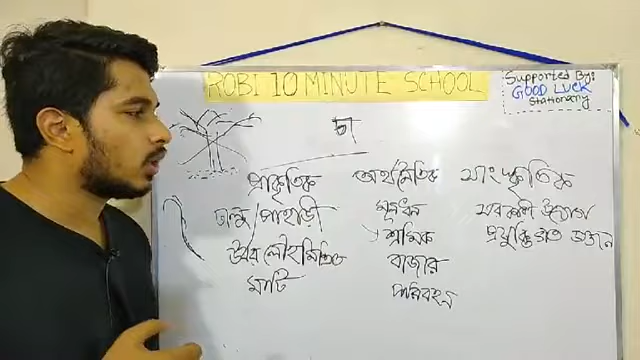 ROBI 10 MINUTE SCHOOL
Supported By:
GOOD LUCK
Stationary
চা
প্রাকৃতিক
ঢালু/পাহাড়ী
উর্বর লৌহমিশ্রিত
মাটি
অর্থনৈতিক
মূলধন
শ্রমিক
বাজার
পরিবহন
সাংস্কৃতিক
সরকারী উদ্যোগ
প্রযুক্তিগত